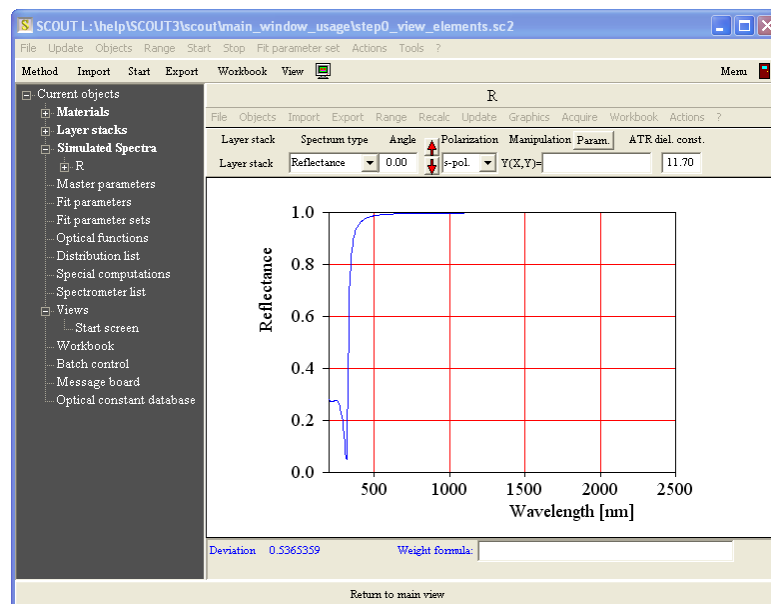 S SCOUT L:\help\SCOUT3\scout\main_window_usage\step0_view_elements.sc2
File Update Objects Range Start Stop Fit parameter set Actions Tools ?
Method Import Start Export Workbook View Menu
Current objects
Materials
Layer stacks
Simulated Spectra
R
Master parameters
Fit parameters
Fit parameter sets
Optical functions
Distribution list
Special computations
Spectrometer list
Views
Start screen
Workbook
Batch control
Message board
Optical constant database
R
File Objects Import Export Range Recalc Update Graphics Acquire Workbook Actions ?
Layer stack Spectrum type Angle Polarization Manipulation Param. ATR diel. const.
Layer stack Reflectance 0.00 s-pol. Y(X,Y)= 11.70
1.0
0.8
0.6
0.4
0.2
0.0
Reflectance
500 1000 1500 2000 2500
Wavelength [nm]
Deviation 0.5365359 Weight formula:
Return to main view